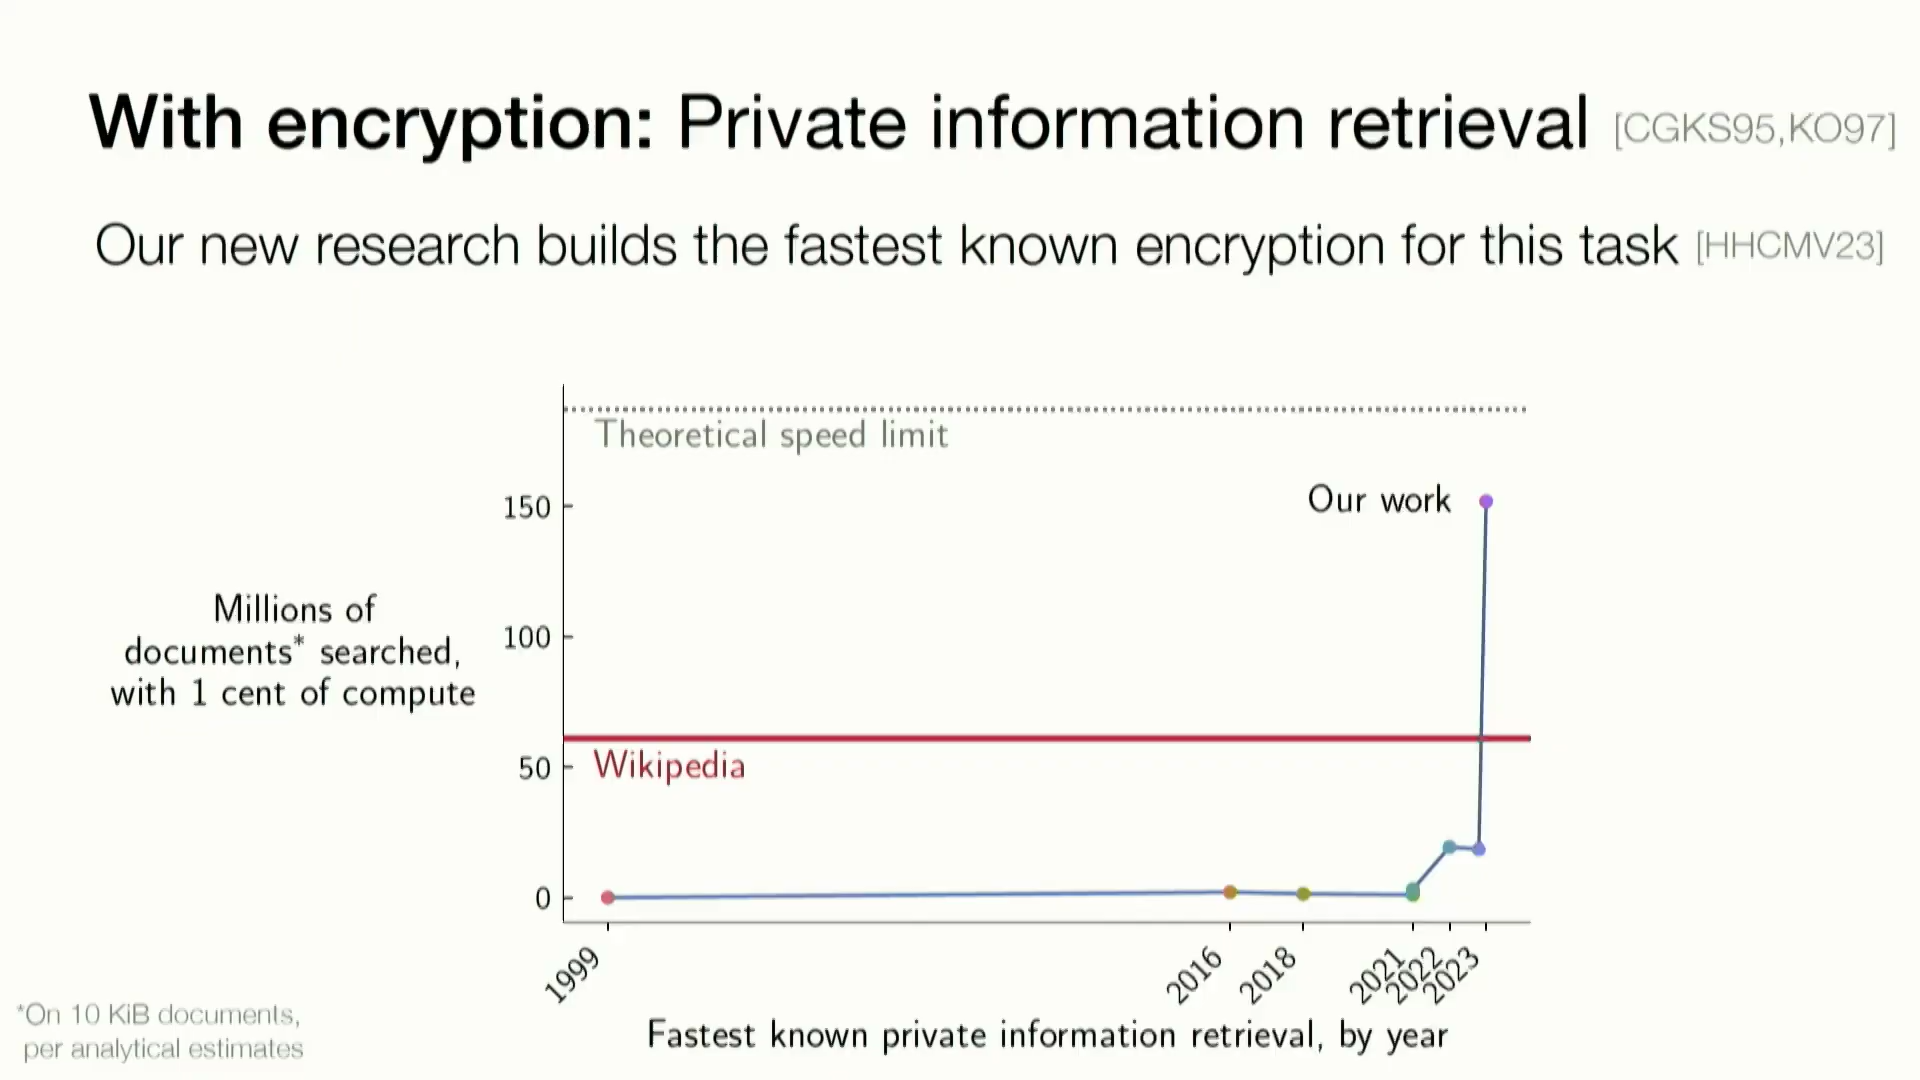 With encryption: Private information retrieval [CGKS95,KO97]
Our new research builds the fastest known encryption for this task [HHCMV23]
Theoretical speed limit
Our work
150
100
50
0
Millions of
documents* searched,
with 1 cent of compute
Wikipedia
1999
2016
2018
2021
2022
2023
Fastest known private information retrieval, by year
*On 10 KiB documents,
per analytical estimates